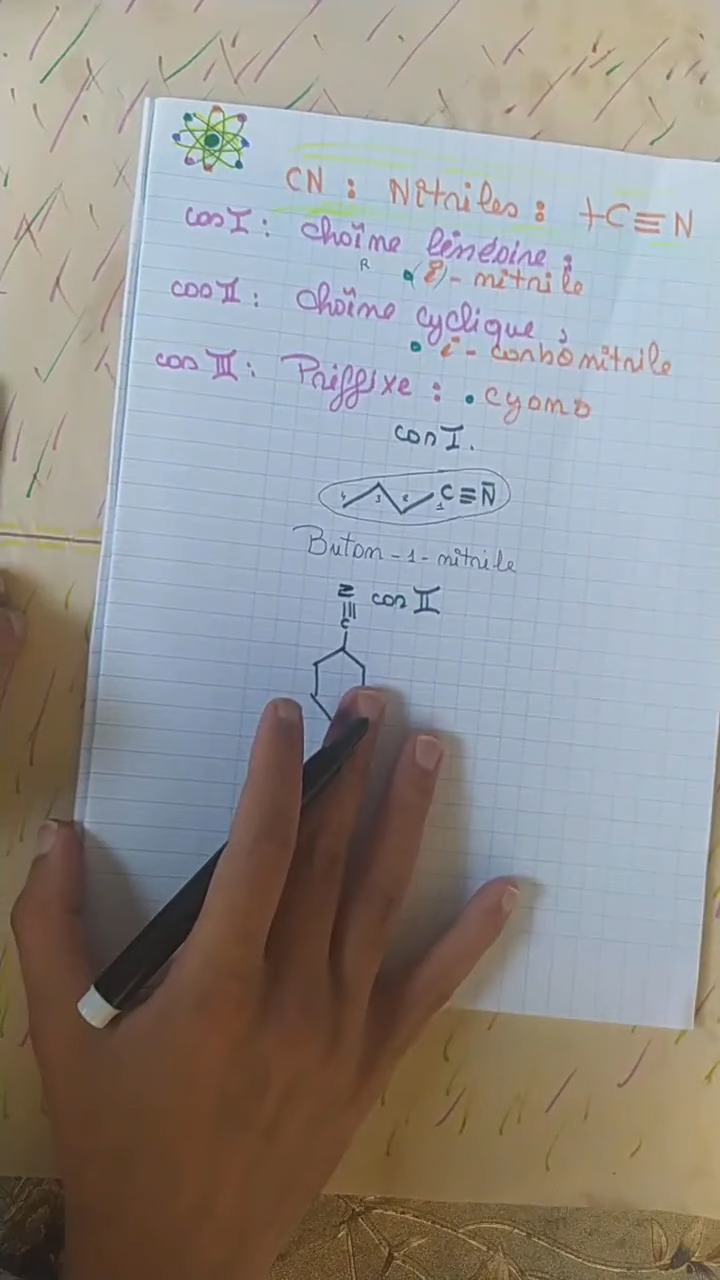 CN : Nitriles : +C≡N
cas I : chaîne linéaire :
R • (i) - nitrile
cas II : chaîne cyclique :
• i - carbonitrile
cas III : Prèffixe : • cyano
cas I.
4 3 2 1 C≡N
Butan-1-nitrile
N cas II
C